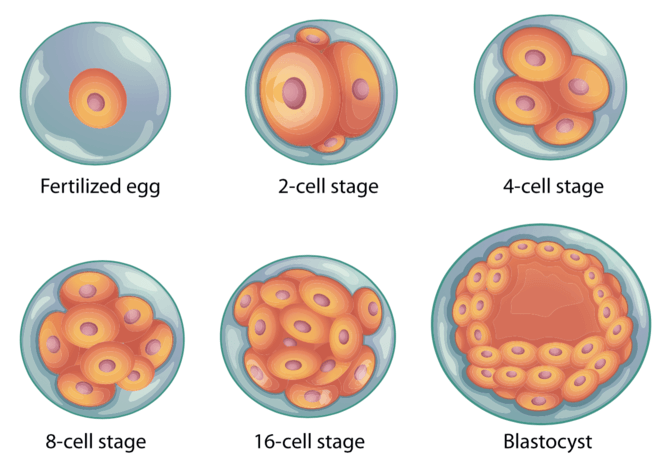 Fertilized egg
2-cell stage
4-cell stage
8-cell stage
16-cell stage
Blastocyst